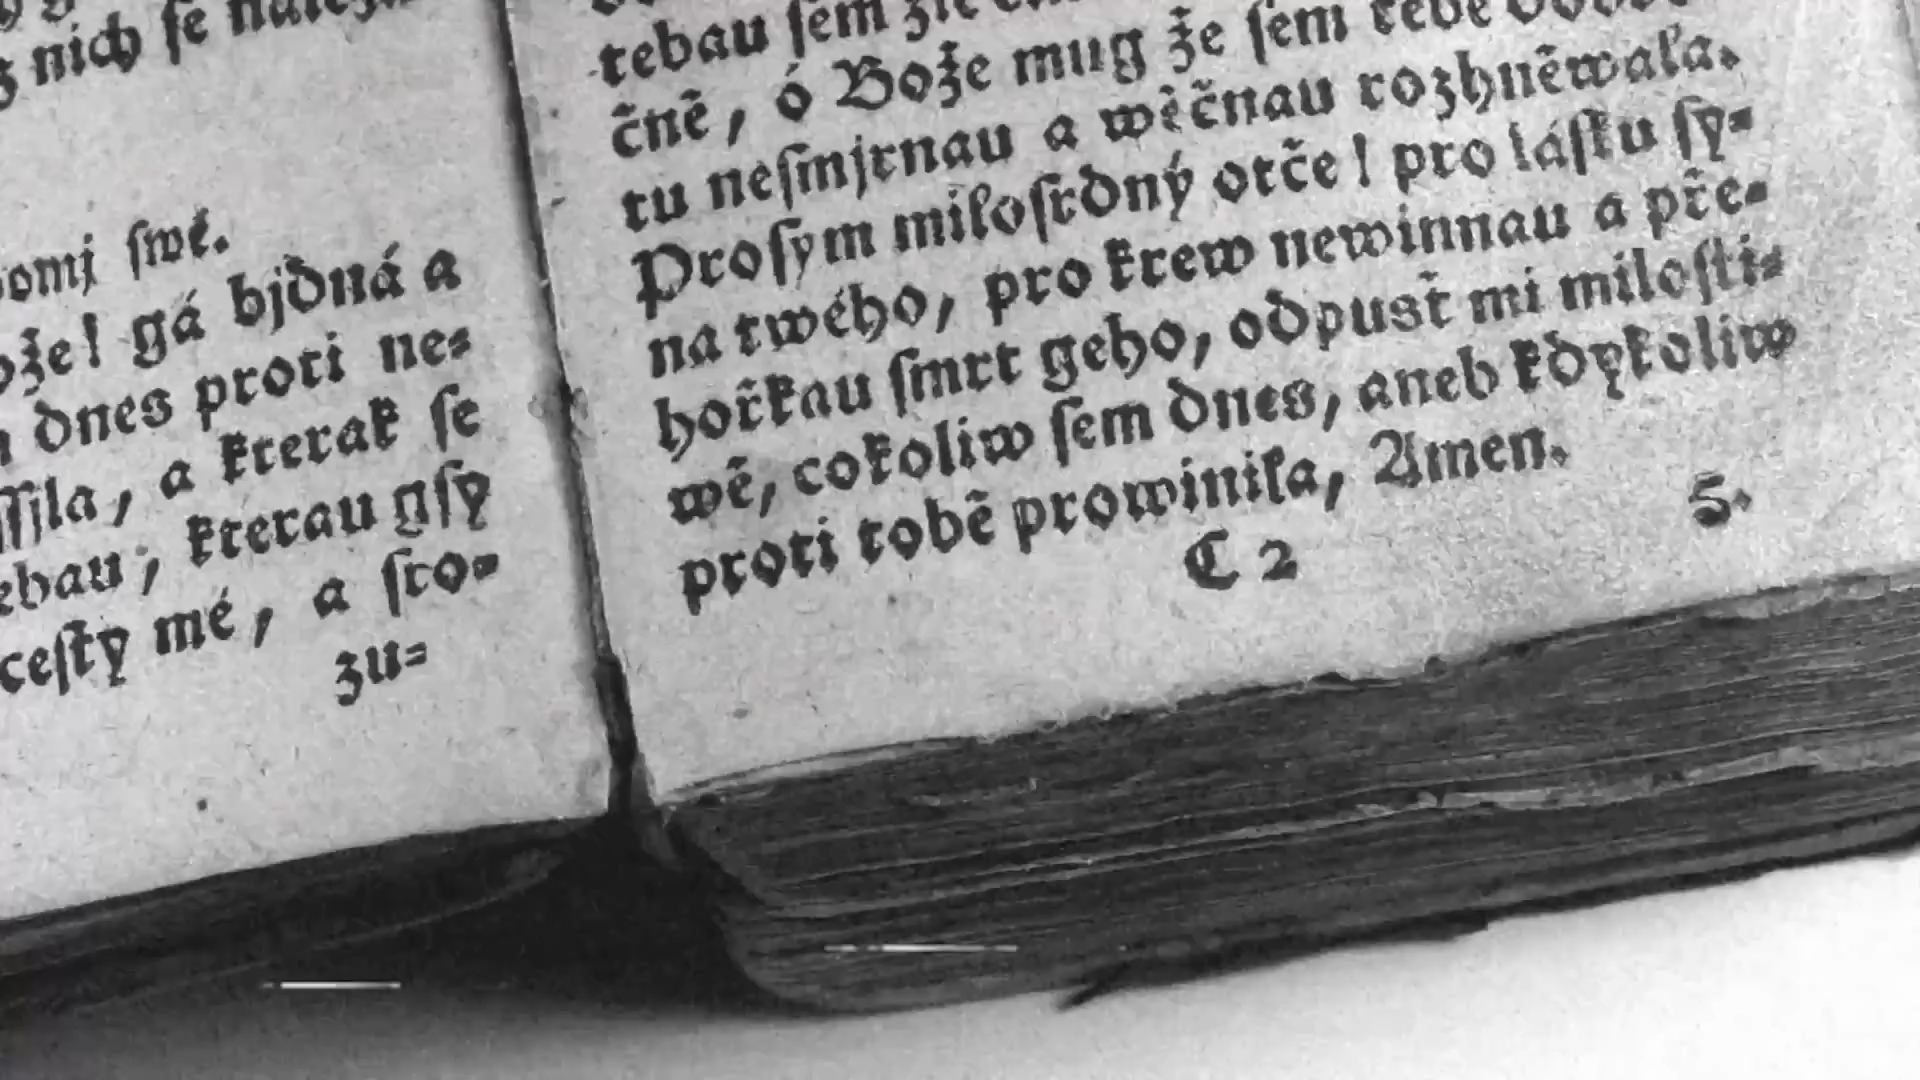 z nich se
omj swé.
ože! gá bjdná a
dnes proti ne=
ssyla, a kterak se
ebau, kterau gsy
cesty mé, a sro=
zu=
tebau sem zle
čně, ó Bože mug že sem tebe
tu nesmjrnau a wěčnau rozhněwala.
Prosym milosrdný otče! pro lásku sy=
na twého, pro krew newinnau a pře=
hořkau smrt geho, odpusť mi milosti=
wě, cokoliw sem dnes, aneb kdykoliw
proti tobě prowinila, Amen.
C 2
5.